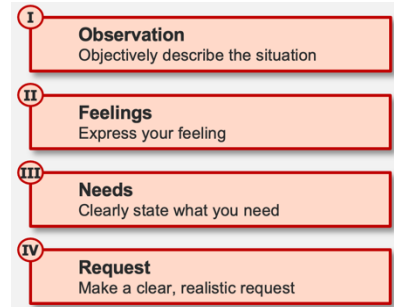 I
Observation
Objectively describe the situation
II
Feelings
Express your feeling
III
Needs
Clearly state what you need
IV
Request
Make a clear, realistic request